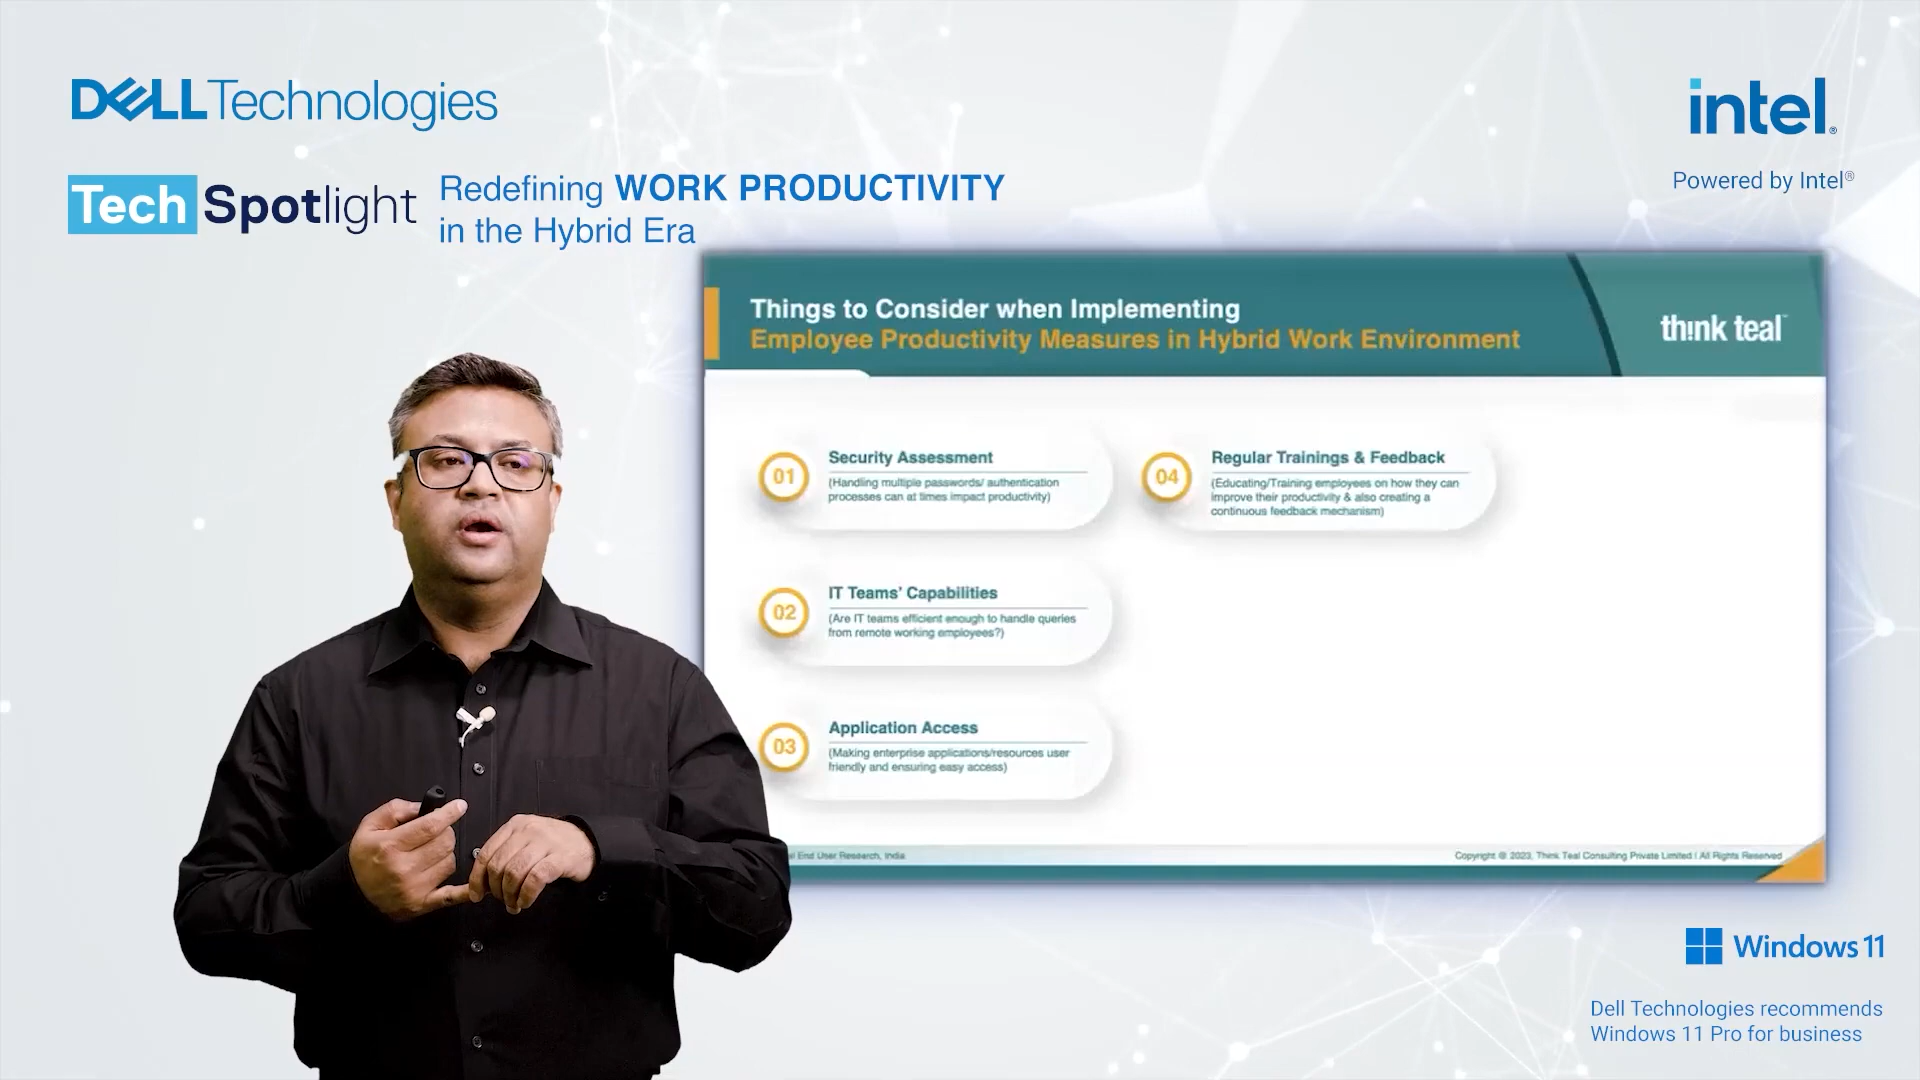 DELL Technologies
intel®
Powered by Intel®
Tech Spotlight
Redefining WORK PRODUCTIVITY
in the Hybrid Era
Things to Consider when Implementing
Employee Productivity Measures in Hybrid Work Environment
th!nk teal™
01
Security Assessment
(Handling multiple passwords/ authentication
processes can at times impact productivity)
02
IT Teams' Capabilities
(Are IT teams efficient enough to handle queries
from remote working employees?)
03
Application Access
(Making enterprise applications/resources user
friendly and ensuring easy access)
04
Regular Trainings & Feedback
(Educating/Training employees on how they can
improve their productivity & also creating a
continuous feedback mechanism)
End User Research, India
Copyright @ 2023, Think Teal Consulting Private Limited | All Rights Reserved
Windows 11
Dell Technologies recommends
Windows 11 Pro for business